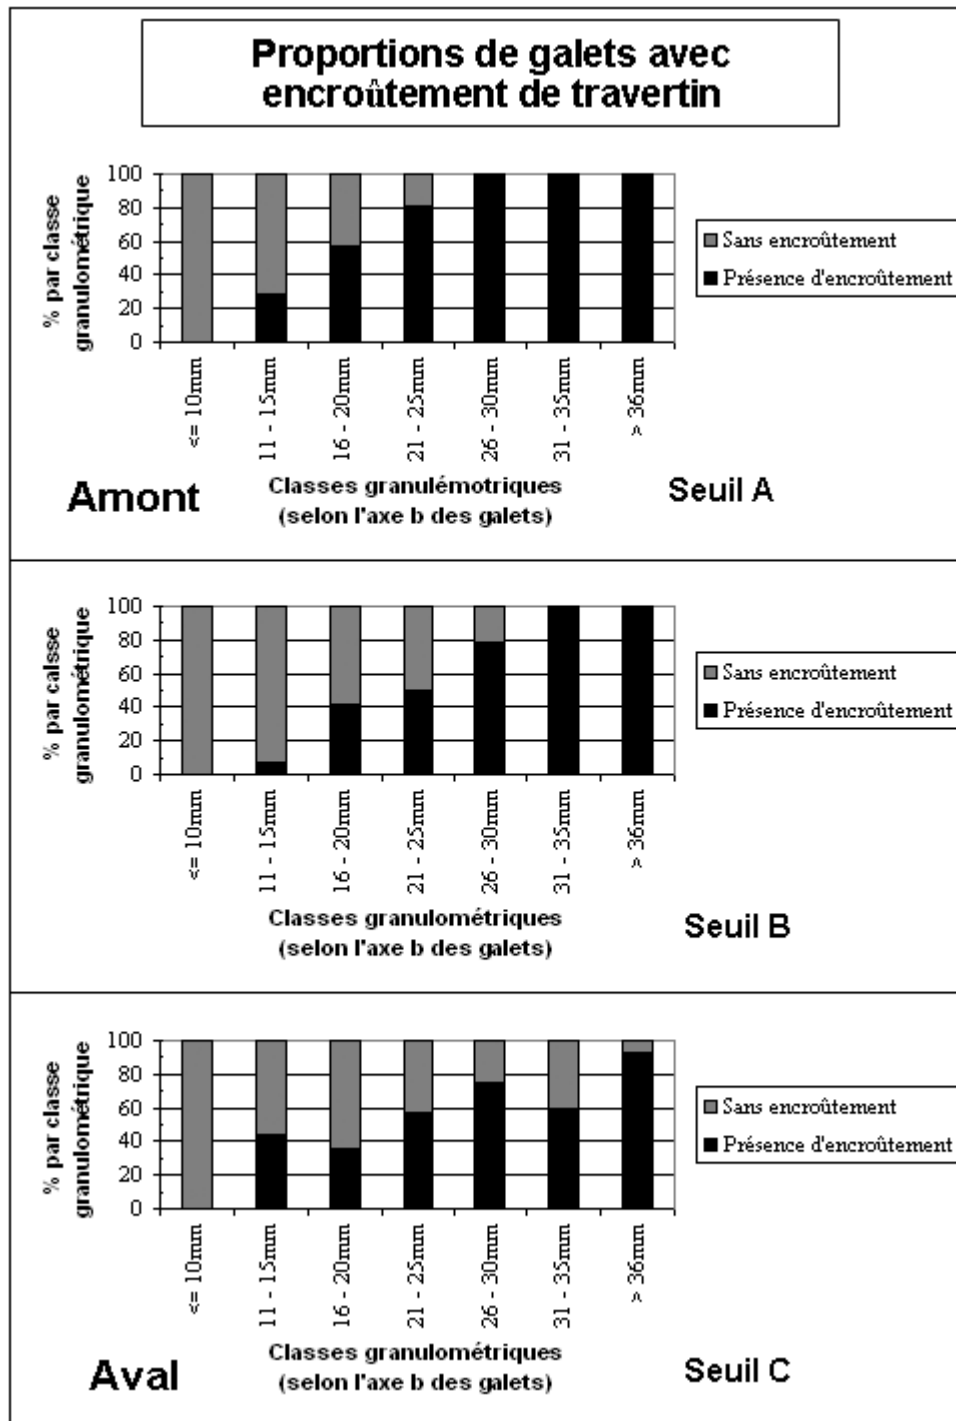 Proportions de galets avec
encroûtement de travertin
% par classe
granulométrique
100
80
60
40
20
0
<= 10mm
11 - 15mm
16 - 20mm
21 - 25mm
26 - 30mm
31 - 35mm
> 36mm
Sans encroûtement
Présence d'encroûtement
Amont
Classes granulémotriques
(selon l'axe b des galets)
Seuil A
% par calsse
granulométrique
100
80
60
40
20
0
<= 10mm
11 - 15mm
16 - 20mm
21 - 25mm
26 - 30mm
31 - 35mm
> 36mm
Sans encroûtement
Présence d'encroûtement
Classes granulométriques
(selon l'axe b des galets)
Seuil B
% par classe
granulométrique
100
80
60
40
20
0
<= 10mm
11 - 15mm
16 - 20mm
21 - 25mm
26 - 30mm
31 - 35mm
> 36mm
Sans encroûtement
Présence d'encroûtement
Aval
Classes granulométriques
(selon l'axe b des galets)
Seuil C